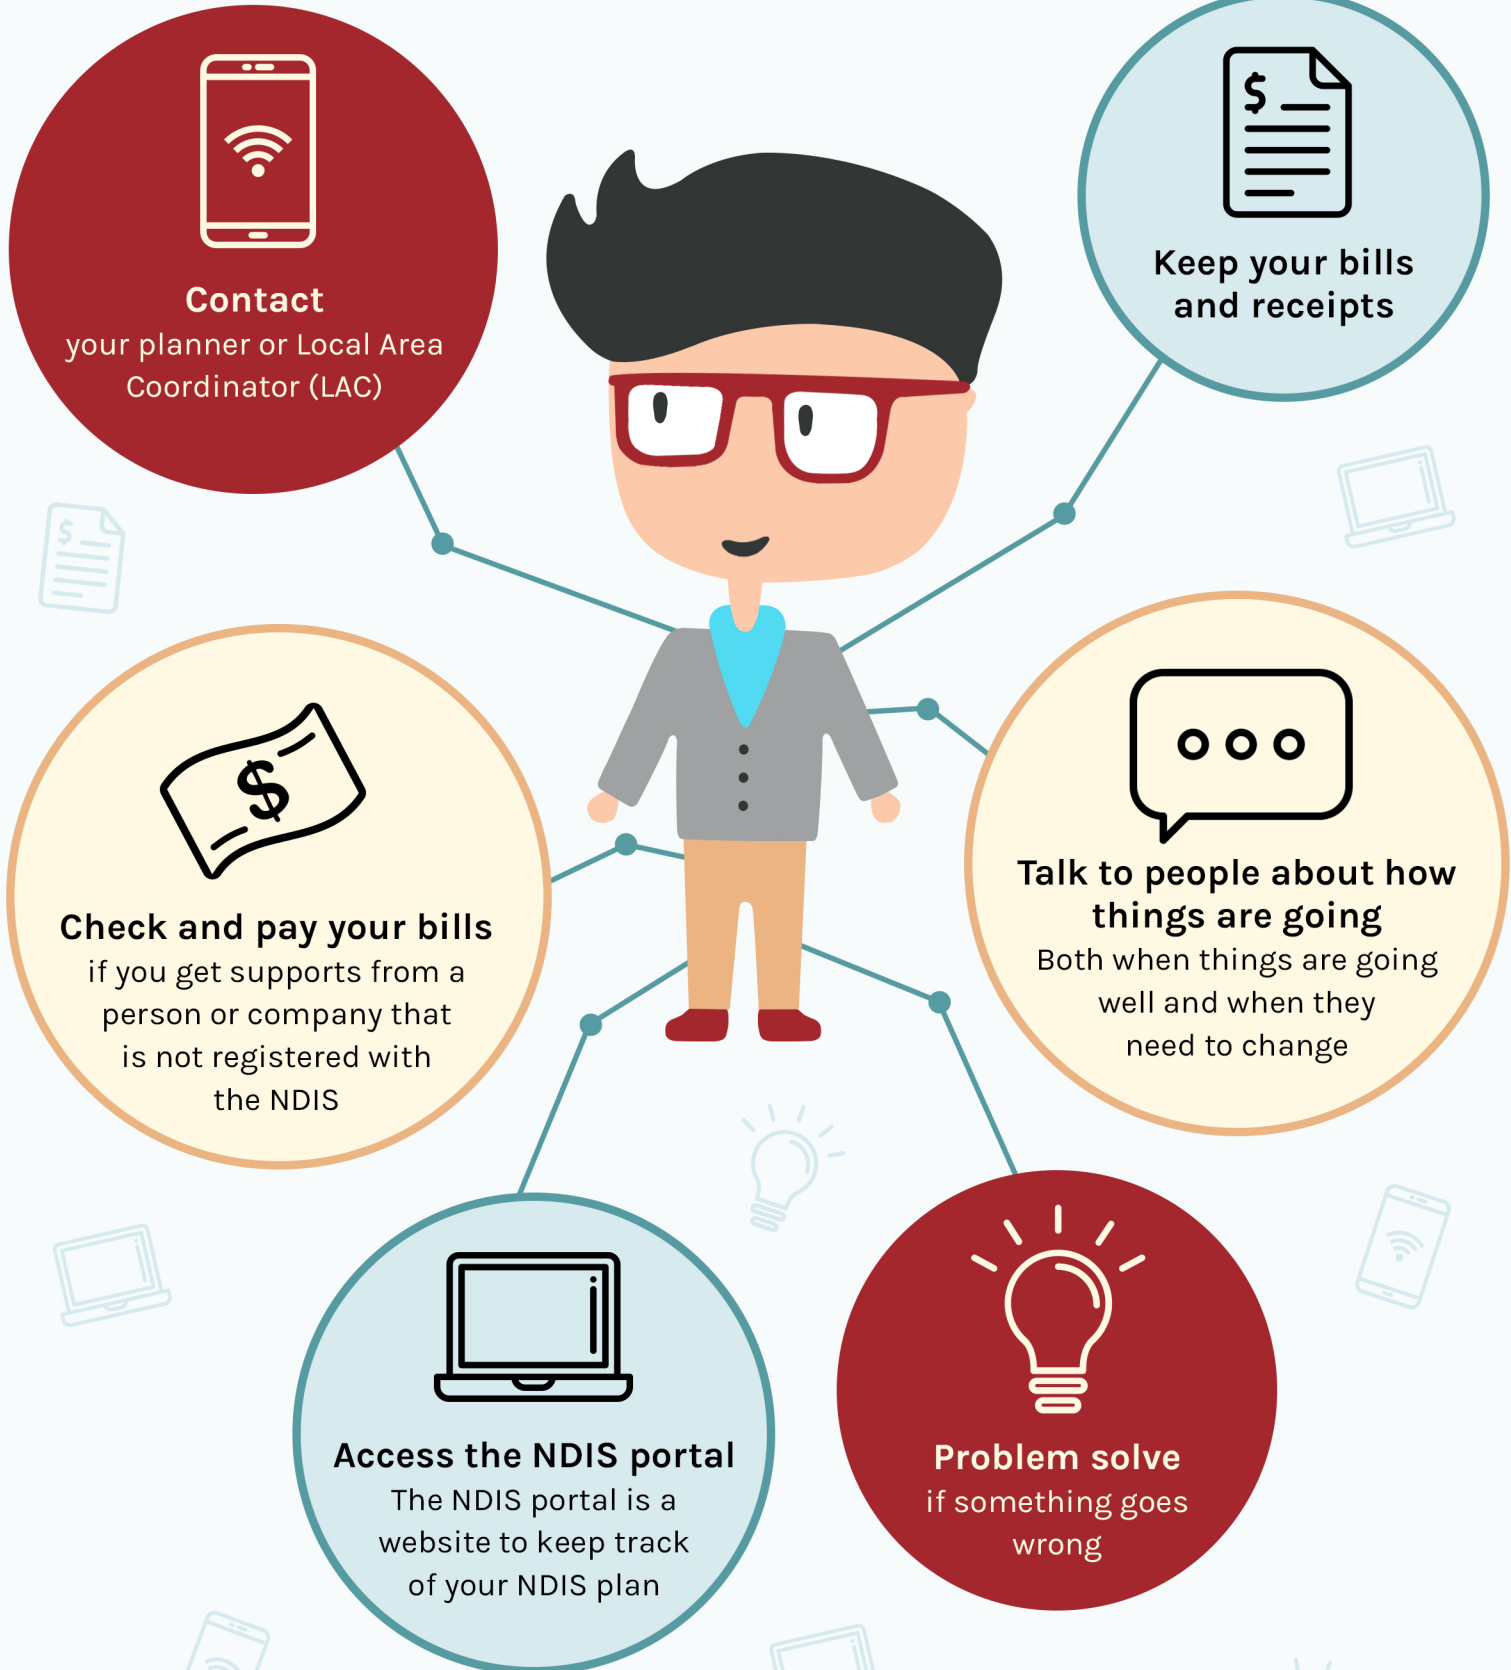 Contact
your planner or Local Area
Coordinator (LAC)
$
Keep your bills
and receipts
$
$
Check and pay your bills
if you get supports from a
person or company that
is not registered with
the NDIS
Talk to people about how
things are going
Both when things are going
well and when they
need to change
Access the NDIS portal
The NDIS portal is a
website to keep track
of your NDIS plan
Problem solve
if something goes
wrong